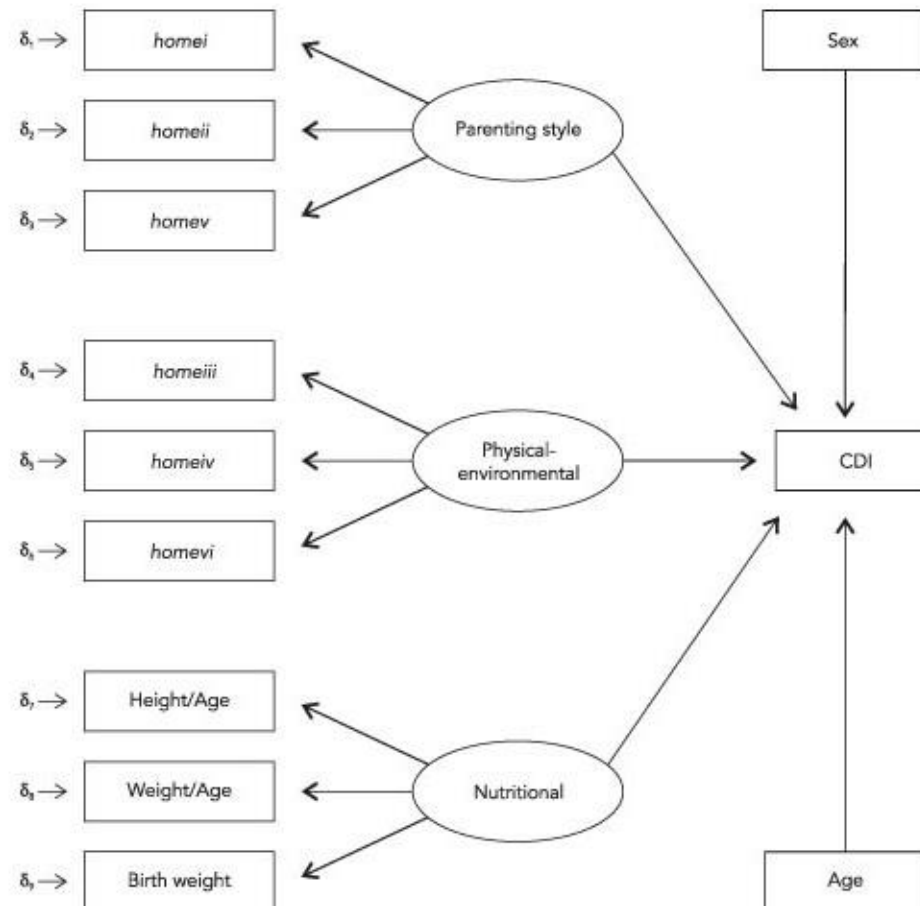 δ₁ homei
Sex
δ₂ homeii
Parenting style
δ₃ homev
δ₄ homeiii
δ₅ homeiv
Physical-
environmental
CDI
δ₆ homevi
δ₇ Height/Age
δ₈ Weight/Age
Nutritional
δ₉ Birth weight
Age